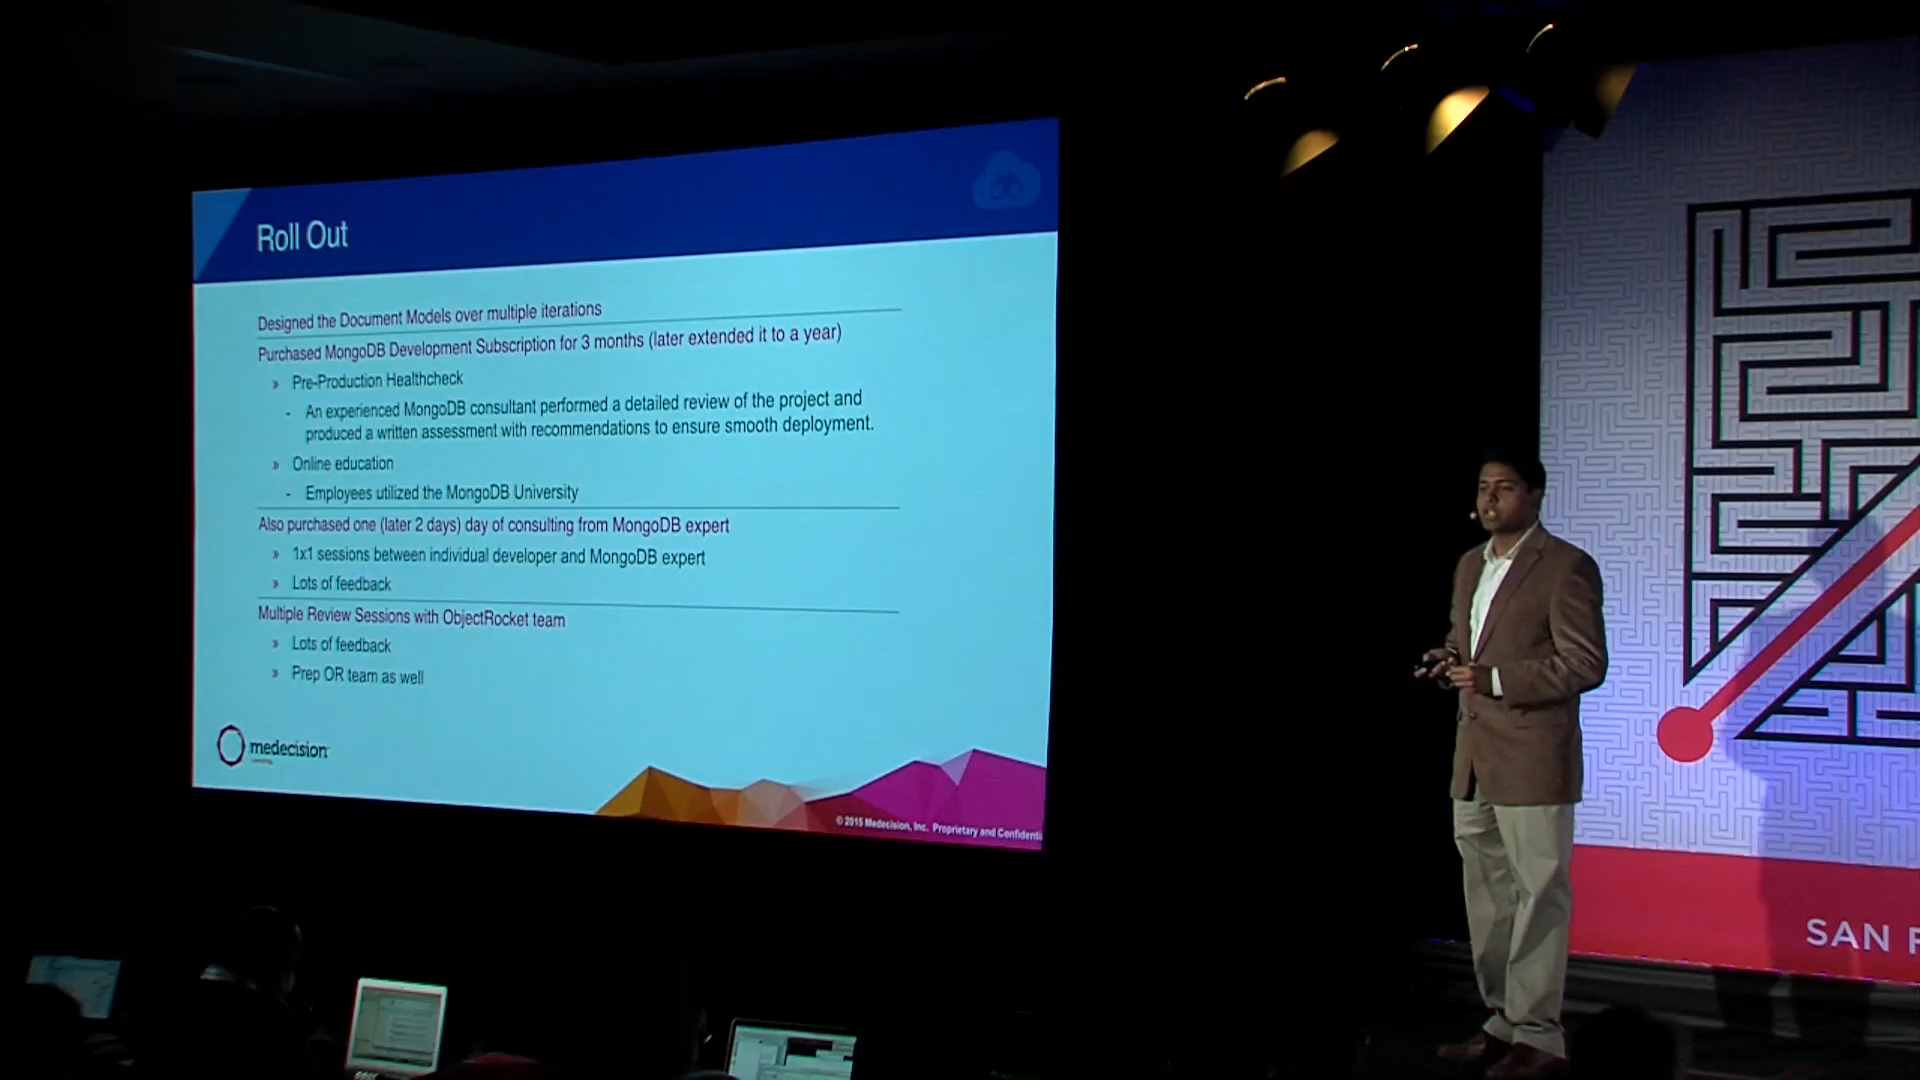 Roll Out
Designed the Document Models over multiple iterations
Purchased MongoDB Development Subscription for 3 months (later extended it to a year)
» Pre-Production Healthcheck
- An experienced MongoDB consultant performed a detailed review of the project and
produced a written assessment with recommendations to ensure smooth deployment.
» Online education
- Employees utilized the MongoDB University
Also purchased one (later 2 days) day of consulting from MongoDB expert
» 1x1 sessions between individual developer and MongoDB expert
» Lots of feedback
Multiple Review Sessions with ObjectRocket team
» Lots of feedback
» Prep OR team as well
medecision
© 2015 Medecision, Inc. Proprietary and Confidenti
SAN F